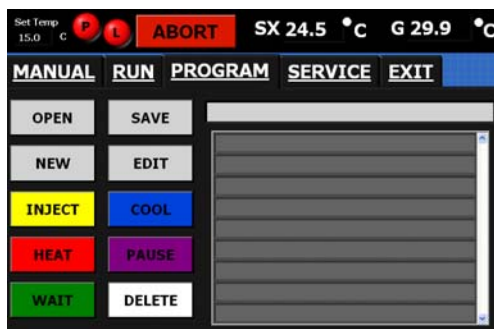 Set Temp
15.0 C P L ABORT SX 24.5 °C G 29.9 °C
MANUAL RUN PROGRAM SERVICE EXIT
OPEN SAVE
NEW EDIT
INJECT COOL
HEAT PAUSE
WAIT DELETE